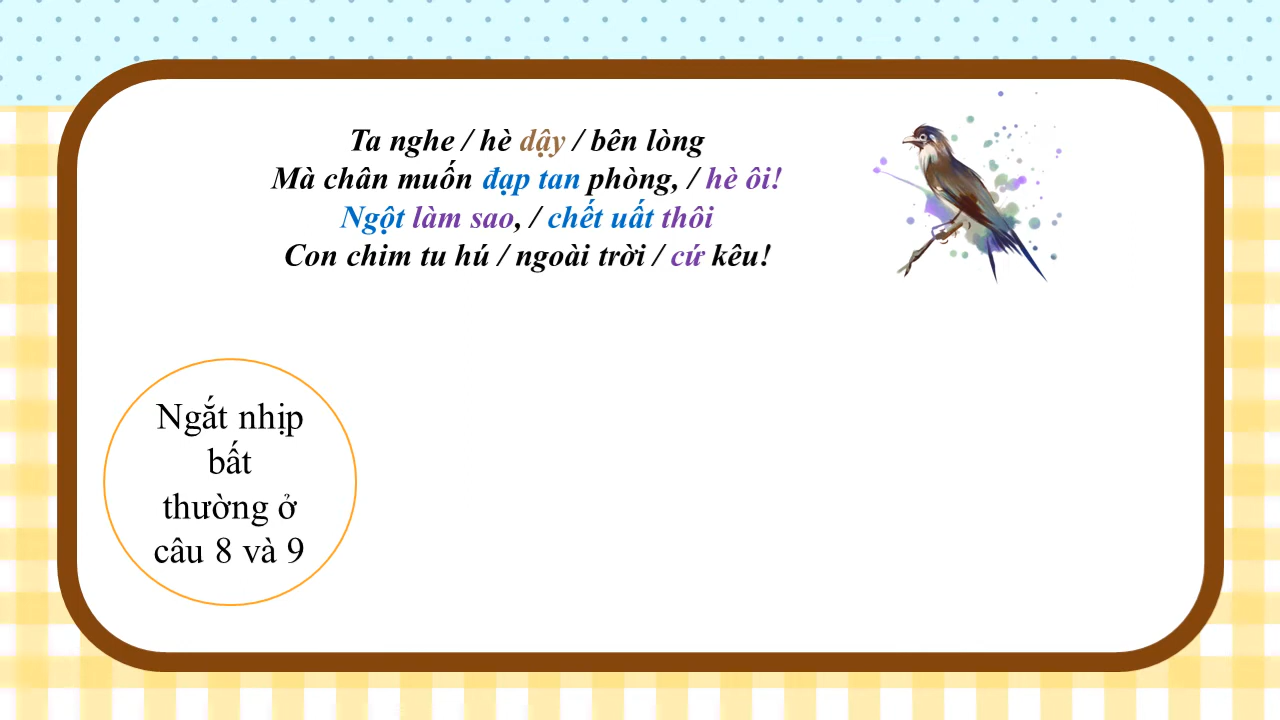 Ta nghe / hè dậy / bên lòng
Mà chân muốn đạp tan phòng, / hè ôi!
Ngột làm sao, / chết uất thôi
Con chim tu hú / ngoài trời / cứ kêu!
Ngắt nhịp
bất
thường ở
câu 8 và 9